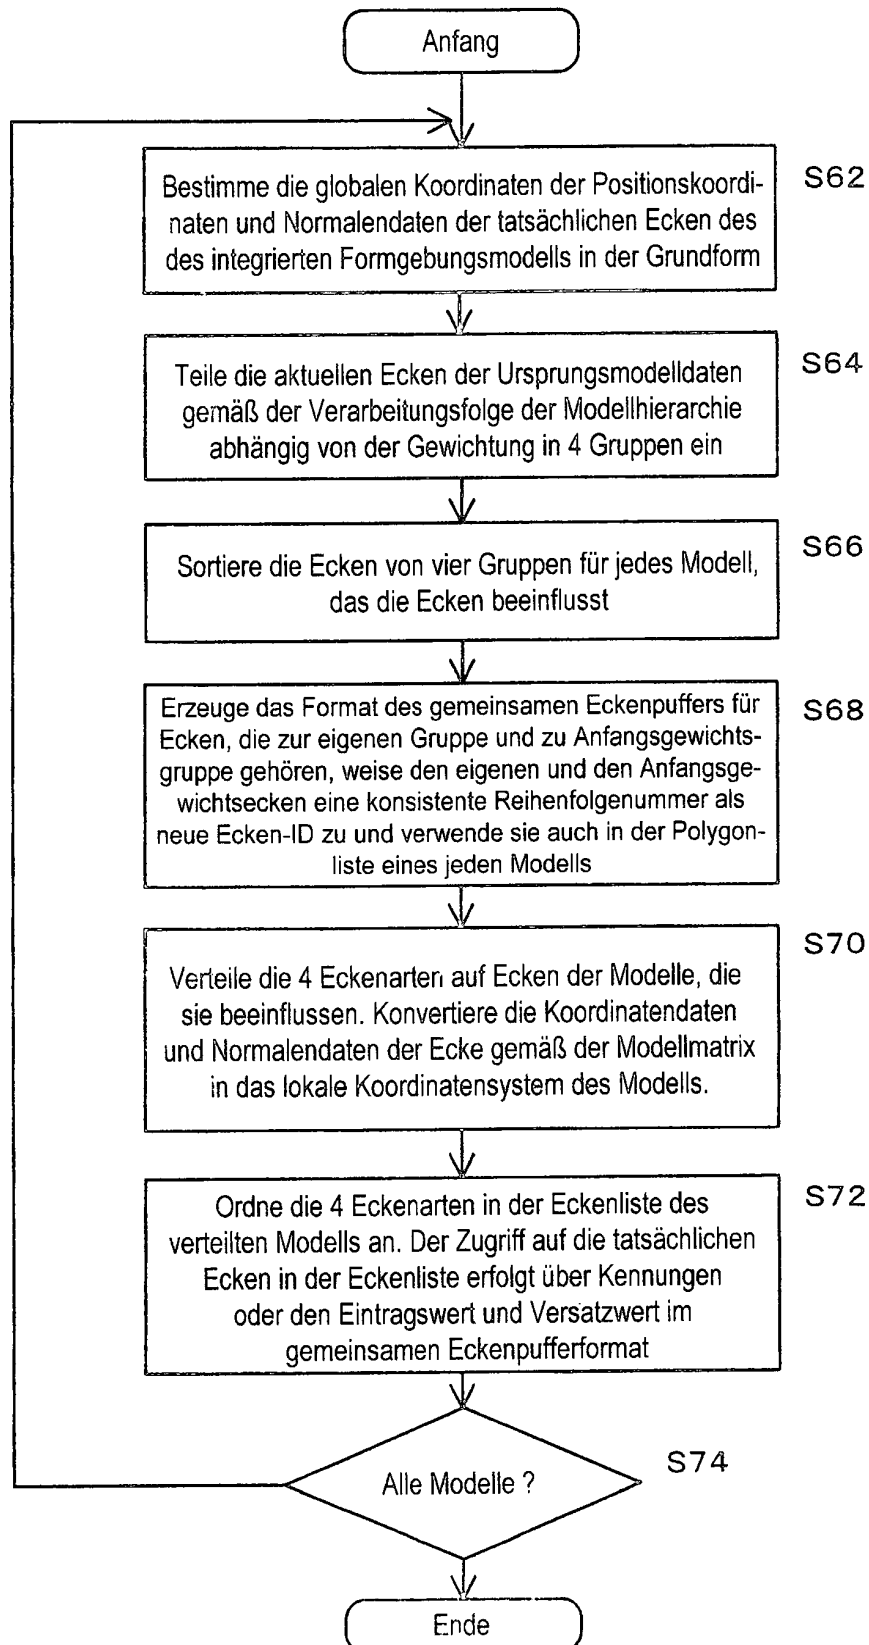 Anfang
Bestimme die globalen Koordinaten der Positionskoordi-
naten und Normalendaten der tatsächlichen Ecken des
des integrierten Formgebungsmodells in der Grundform
S62
Teile die aktuellen Ecken der Ursprungsmodelldaten
gemäß der Verarbeitungsfolge der Modellhierarchie
abhängig von der Gewichtung in 4 Gruppen ein
S64
Sortiere die Ecken von vier Gruppen für jedes Modell,
das die Ecken beeinflusst
S66
Erzeuge das Format des gemeinsamen Eckenpuffers für
Ecken, die zur eigenen Gruppe und zu Anfangsgewichts-
gruppe gehören, weise den eigenen und den Anfangsge-
wichtsecken eine konsistente Reihenfolgenummer als
neue Ecken-ID zu und verwende sie auch in der Polygon-
liste eines jeden Modells
S68
Verteile die 4 Eckenarten auf Ecken der Modelle, die
sie beeinflussen. Konvertiere die Koordinatendaten
und Normalendaten der Ecke gemäß der Modellmatrix
in das lokale Koordinatensystem des Modells.
S70
Ordne die 4 Eckenarten in der Eckenliste des
verteilten Modells an. Der Zugriff auf die tatsächlichen
Ecken in der Eckenliste erfolgt über Kennungen
oder den Eintragswert und Versatzwert im
gemeinsamen Eckenpufferformat
S72
Alle Modelle ?
S74
Ende